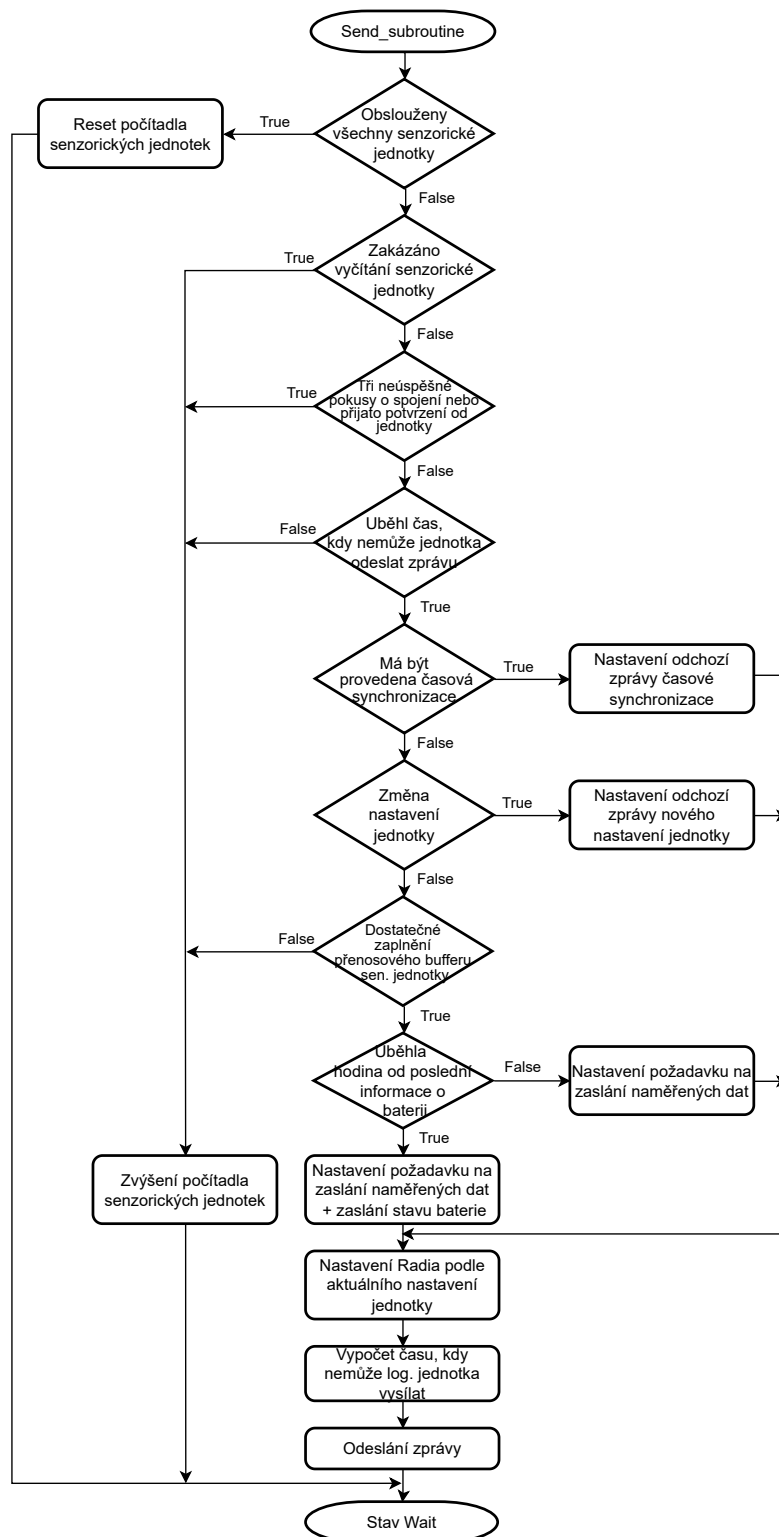 Send_subroutine
Obslouženy
všechny senzorické
jednotky
True
Reset počítadla
senzorických jednotek
False
Zakázáno
vyčítání senzorické
jednotky
True
False
Tři neúspěšné
pokusy o spojení nebo
přijato potvrzení od
jednotky
True
False
Uběhl čas,
kdy nemůže jednotka
odeslat zprávu
False
True
Má být
provedena časová
synchronizace
True
Nastavení odchozí
zprávy časové
synchronizace
False
Změna
nastavení
jednotky
True
Nastavení odchozí
zprávy nového
nastavení jednotky
False
Dostatečné
zaplnění
přenosového bufferu
sen. jednotky
False
True
Uběhla
hodina od poslední
informace o
baterii
False
Nastavení požadavku na
zaslání naměřených dat
True
Zvýšení počítadla
senzorických jednotek
Nastavení požadavku na
zaslání naměřených dat
+ zaslání stavu baterie
Nastavení Radia podle
aktuálního nastavení
jednotky
Vypočet času, kdy
nemůže log. jednotka
vysílat
Odeslání zprávy
Stav Wait